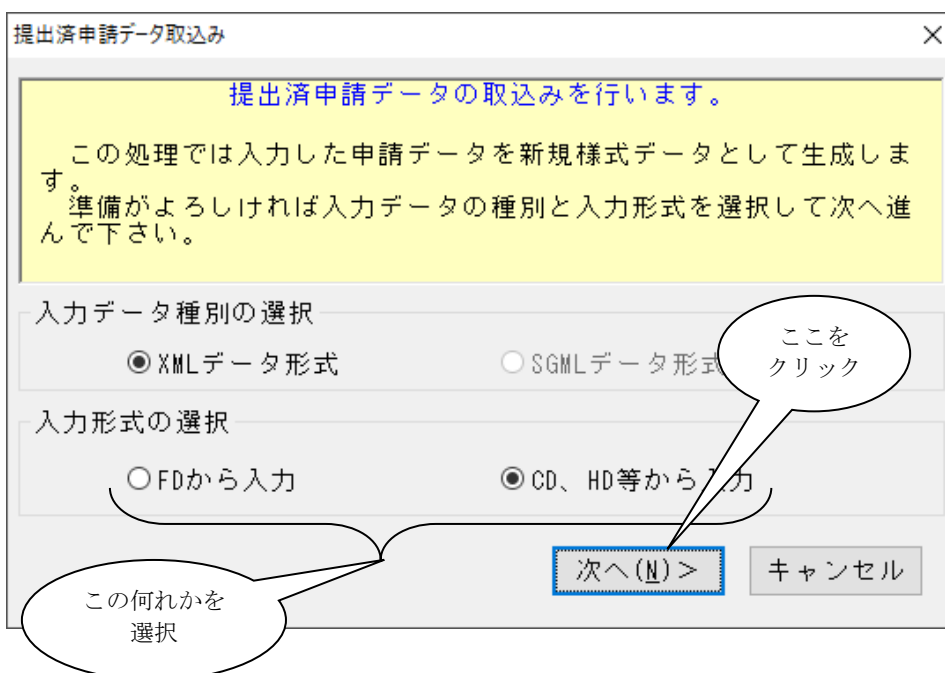 提出済申請データ取込み
提出済申請データの取込みを行います。
この処理では入力した申請データを新規様式データとして生成しま
す。
準備がよろしければ入力データの種別と入力形式を選択して次へ進
んで下さい。
入力データ種別の選択
XMLデータ形式
SGMLデータ形式
ここを
クリック
入力形式の選択
FDから入力
CD、HD等から入力
次へ(N)>
キャンセル
この何れかを
選択